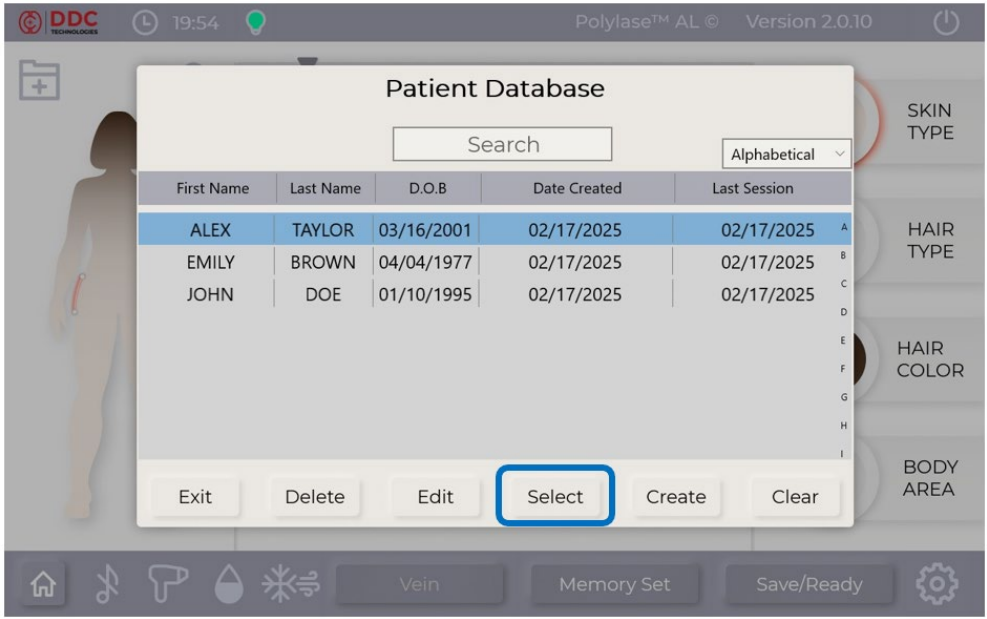 DDC
TECHNOLOGIES
19:54
Polylase™ AL © Version 2.0.10
Patient Database
Search
Alphabetical
First Name Last Name D.O.B Date Created Last Session
ALEX TAYLOR 03/16/2001 02/17/2025 02/17/2025
EMILY BROWN 04/04/1977 02/17/2025 02/17/2025
JOHN DOE 01/10/1995 02/17/2025 02/17/2025
A
B
C
D
E
F
G
H
I
Exit Delete Edit Select Create Clear
SKIN
TYPE
HAIR
TYPE
HAIR
COLOR
BODY
AREA
Vein Memory Set Save/Ready